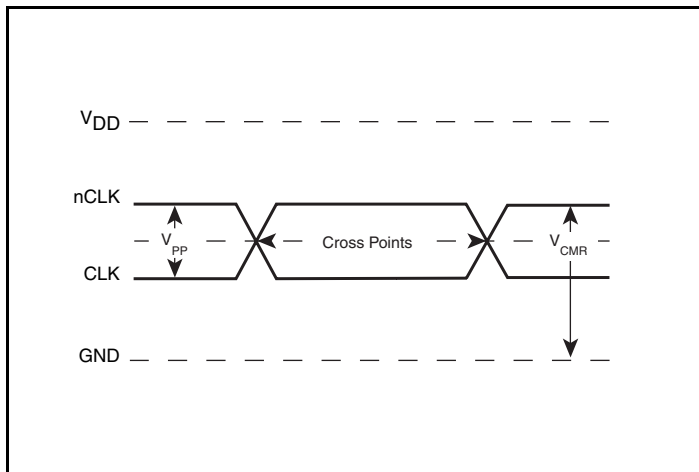 VDD
nCLK
VPP
Cross Points
VCMR
CLK
GND